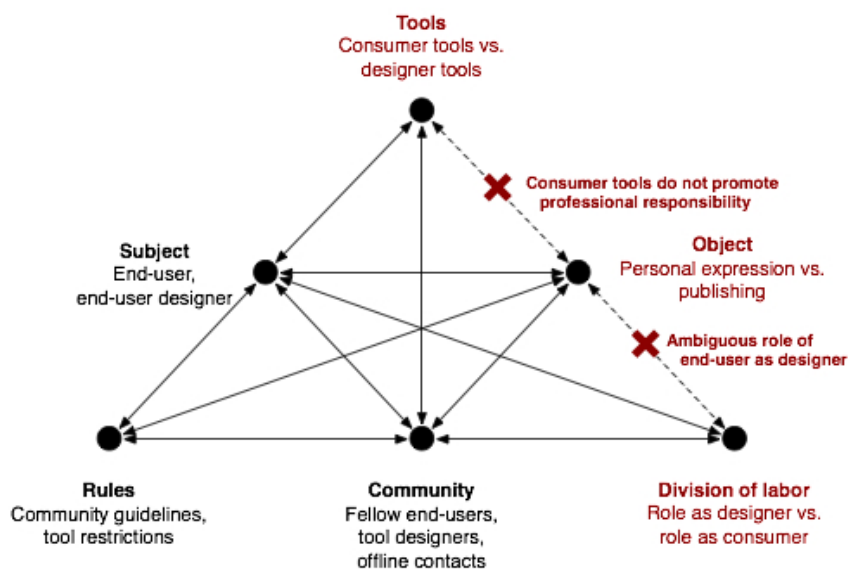 Tools
Consumer tools vs.
designer tools
Consumer tools do not promote
professional responsibility
Subject
End-user,
end-user designer
Object
Personal expression vs.
publishing
Ambiguous role of
end-user as designer
Rules
Community guidelines,
tool restrictions
Community
Fellow end-users,
tool designers,
offline contacts
Division of labor
Role as designer vs.
role as consumer